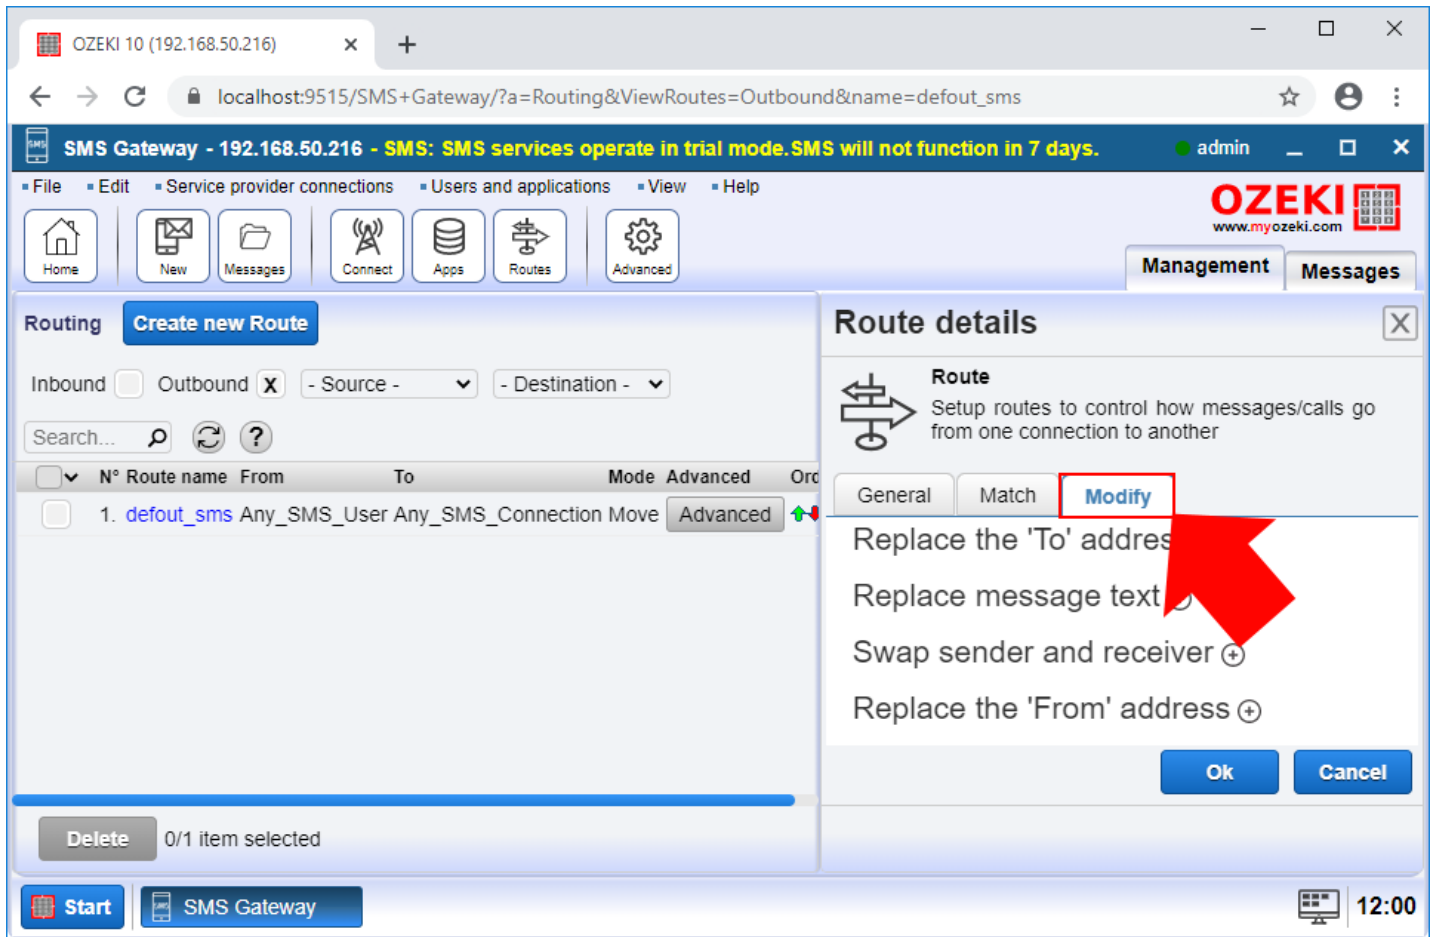 OZEKI 10 (192.168.50.216)
localhost:9515/SMS+Gateway/?a=Routing&ViewRoutes=Outbound&name=defout_sms
SMS
SMS Gateway - 192.168.50.216 - SMS: SMS services operate in trial mode.SMS will not function in 7 days.
admin
File Edit Service provider connections Users and applications View Help
OZEKI
www.myozeki.com
Home New Messages Connect Apps Routes Advanced
Management Messages
Routing Create new Route
Inbound Outbound X - Source - - Destination -
Search... ?
N° Route name From To Mode Advanced Ord
1. defout_sms Any_SMS_User Any_SMS_Connection Move Advanced
Delete 0/1 item selected
Route details X
Route
Setup routes to control how messages/calls go
from one connection to another
General Match Modify
Replace the 'To' addres
Replace message text
Swap sender and receiver
Replace the 'From' address
Ok Cancel
Start SMS Gateway 12:00